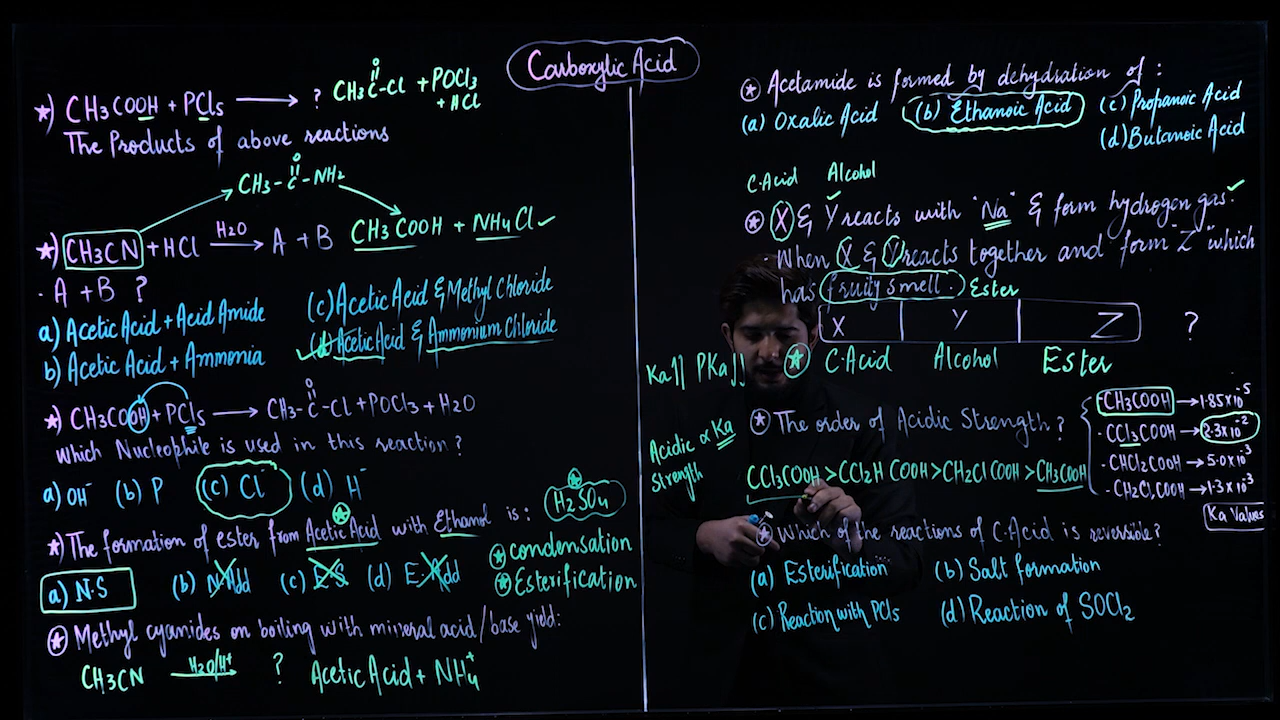 Carboxylic Acid
*) CH3COOH + PCl5 → ? CH3-C-Cl + POCl3
O
+ HCl
The Products of above reactions
O
CH3-C-NH2
*) CH3CN + HCl H2O → A + B CH3COOH + NH4Cl ✓
. A + B ?
a) Acetic Acid + Acid Amide
(c) Acetic Acid & Methyl Chloride
b) Acetic Acid + Ammonia
(d) Acetic Acid & Ammonium Chloride
*) CH3COOH + PCl5 → CH3-C-Cl + POCl3 + H2O
O
Which Nucleophile is used in this reaction?
a) OH⁻ (b) P (c) Cl⁻ (d) H⁻
H2SO4
*) The formation of ester from Acetic Acid with Ethanol is:
a) N.S (b) N.Add (c) E.S (d) E.Add
* condensation
* Esterification
* Methyl cyanides on boiling with mineral acid/base yield:
CH3CN H2O/H+ → ? Acetic Acid + NH4+
* Acetamide is formed by dehydration of :
(a) Oxalic Acid (b) Ethanoic Acid (c) Propanoic Acid
(d) Butanoic Acid
C.Acid Alcohol
* X & Y reacts with "Na" & form hydrogen gas. ✓
. When X & Y reacts together and form "Z" which
has fruity smell. Ester
X Y Z ?
* C.Acid Alcohol Ester
Ka↑↑ PKa↓↓
Acidic ∝ Ka
strength
* The order of Acidic Strength?
CCl3COOH > CCl2H COOH > CH2Cl COOH > CH3COOH
- CH3COOH → 1.85×10⁻⁵
- CCl3COOH → 2.3×10⁻²
- CHCl2COOH → 5.0×10⁻³
- CH2Cl,COOH → 1.3×10⁻³
Ka Values
* Which of the reactions of C.Acid is reversible?
(a) Esterification (b) Salt formation
(c) Reaction with PCl5 (d) Reaction of SOCl2